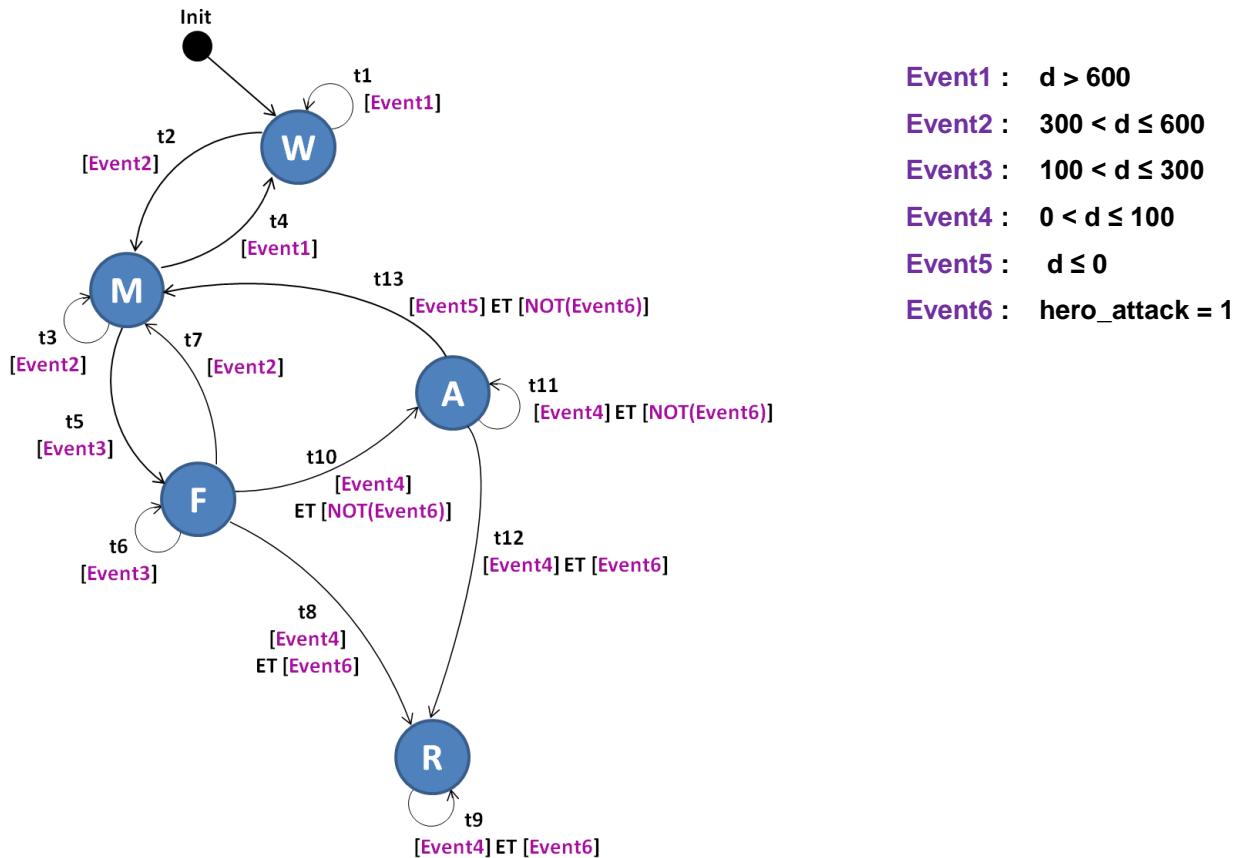 Init
t1
[Event1]
W
t2
[Event2]
t4
[Event1]
M
t13
[Event5] ET [NOT(Event6)]
t3
[Event2]
t7
[Event2]
A
t11
[Event4] ET [NOT(Event6)]
t5
[Event3]
t10
[Event4]
ET [NOT(Event6)]
F
t6
[Event3]
t12
[Event4] ET [Event6]
t8
[Event4]
ET [Event6]
R
t9
[Event4] ET [Event6]
Event1 : d > 600
Event2 : 300 < d ≤ 600
Event3 : 100 < d ≤ 300
Event4 : 0 < d ≤ 100
Event5 : d ≤ 0
Event6 : hero_attack = 1